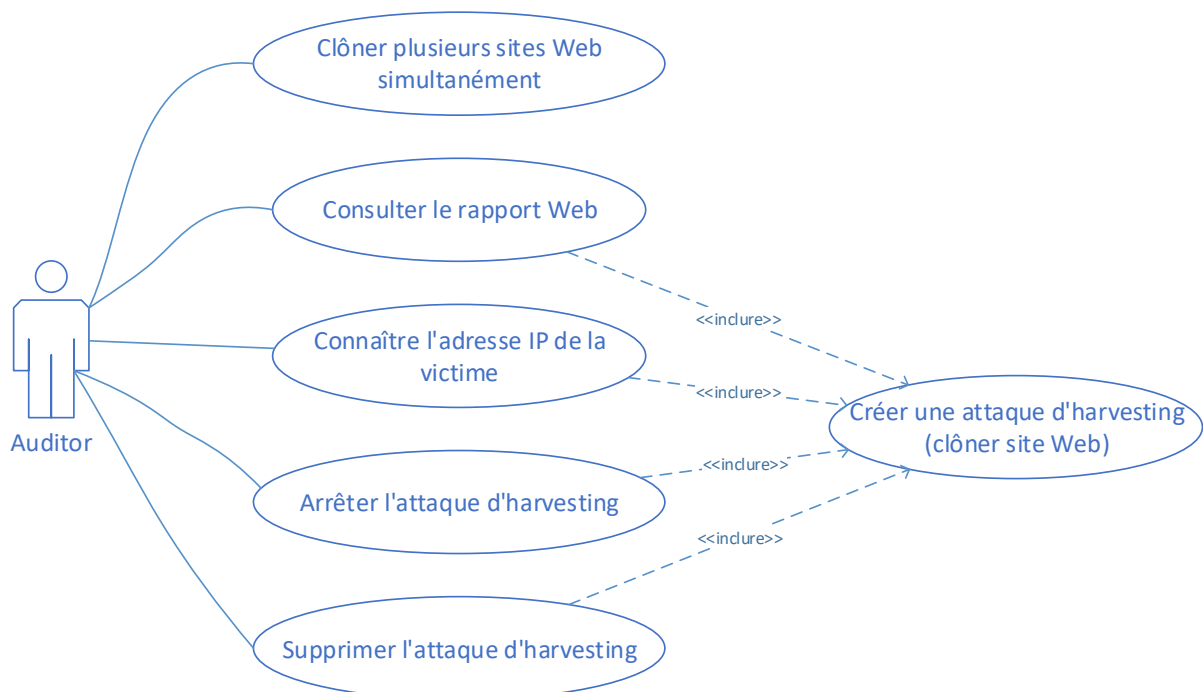 Clôner plusieurs sites Web
simultanément
Consulter le rapport Web
<<inclure>>
Connaître l'adresse IP de la
victime
<<inclure>>
Créer une attaque d'harvesting
(clôner site Web)
Auditor
<<inclure>>
Arrêter l'attaque d'harvesting
<<inclure>>
Supprimer l'attaque d'harvesting